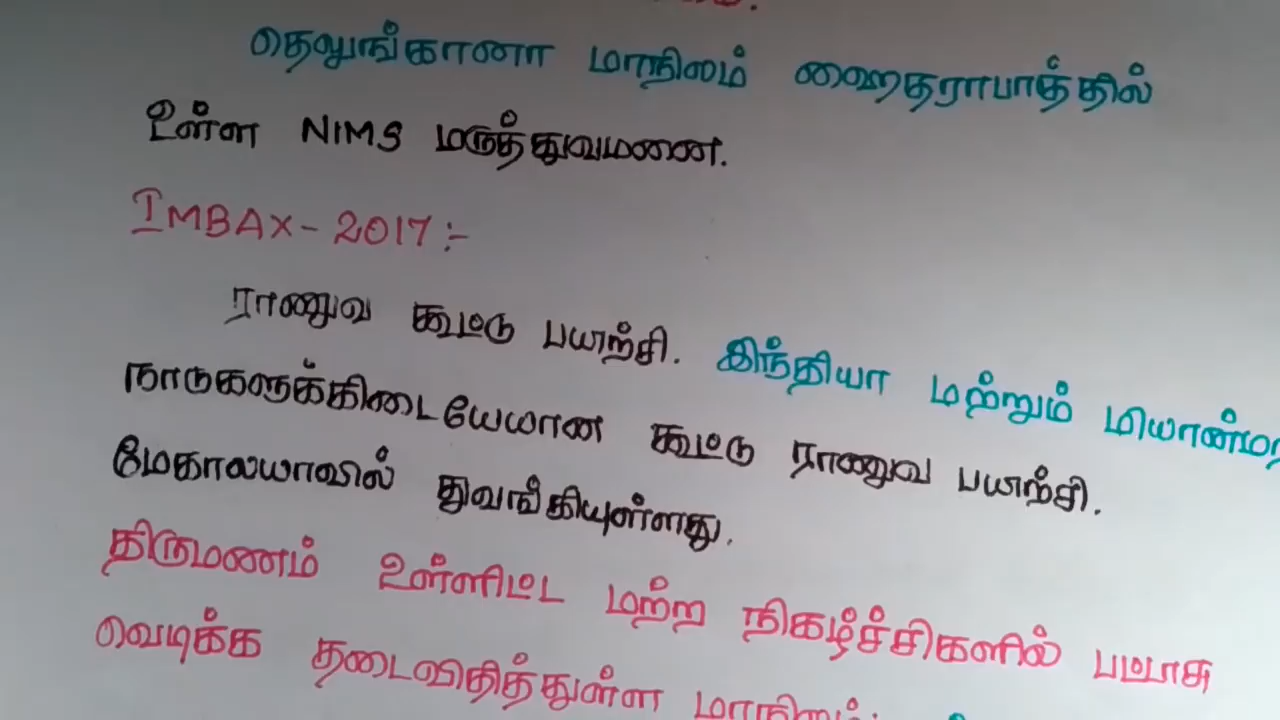 தெலுங்கானா மாநிலம் ஹைதராபாத்தில்
உள்ள NIMS மருத்துவமனை.
IMBAX - 2017 :-
ராணுவ கூட்டு பயிற்சி. இந்தியா மற்றும் மியான்மர்
நாடுகளுக்கிடையேயான கூட்டு ராணுவ பயிற்சி.
மேகாலயாவில் துவங்கியுள்ளது.
திருமணம் உள்ளிட்ட மற்ற நிகழ்ச்சிகளில் பட்டாசு
வெடிக்க தடைவிதித்துள்ள மாநிலம்